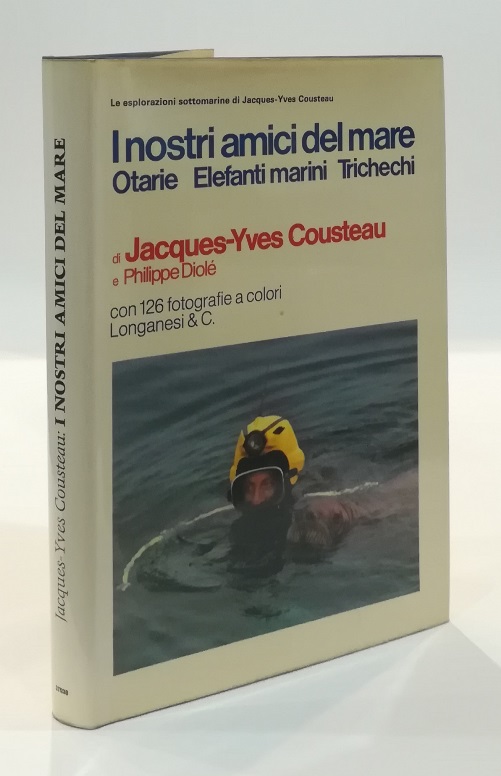 Le esplorazioni sottomarine di Jacques-Yves Cousteau
I nostri amici del mare
Otarie Elefanti marini Trichechi
di Jacques-Yves Cousteau
e Philippe Diolé
con 126 fotografie a colori
Longanesi & C.
Jacques-Yves Cousteau: I NOSTRI AMICI DEL MARE